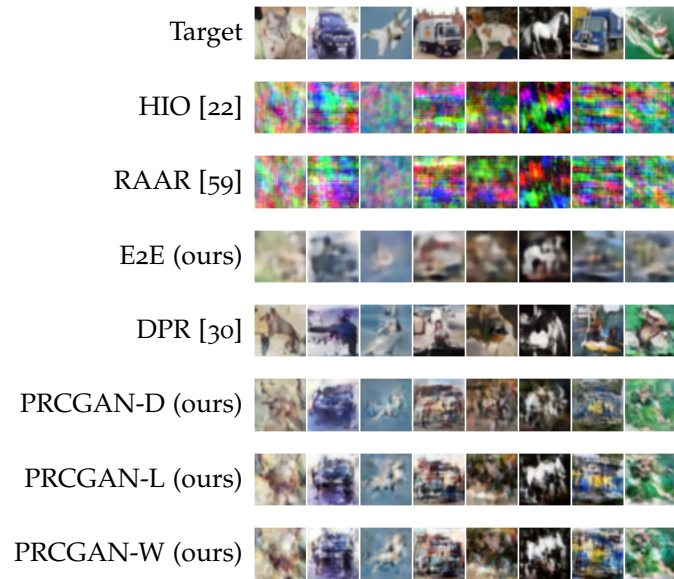 Target
HIO [22]
RAAR [59]
E2E (ours)
DPR [30]
PRCGAN-D (ours)
PRCGAN-L (ours)
PRCGAN-W (ours)